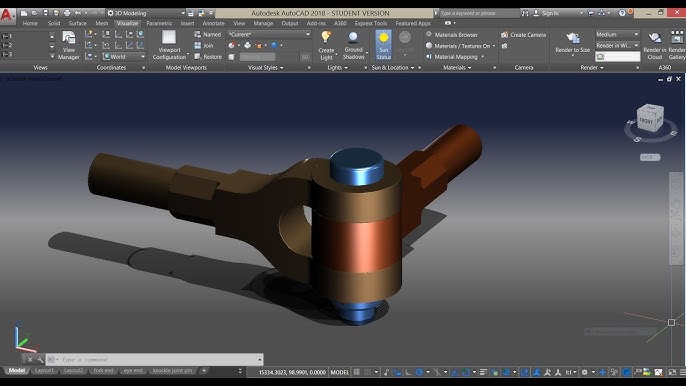 Autodesk AutoCAD 2018 - STUDENT VERSION
3D Modeling
Type a keyword or phrase
Sign In
Home Solid Surface Mesh Visualize Parametric Insert Annotate View Manage Output Add-ins A360 Express Tools Featured Apps
View Manager
Viewport Configuration
Named
Join
Restore
*Current*
Create Light
Ground Shadows
Sun Status
Materials Browser
Materials / Textures On
Material Mapping
Create Camera
Render to Size
Medium
Render in Wi...
Render in Cloud
Render Gallery
Views
Coordinates
Model Viewports
Visual Styles
Lights
Sun & Location
Materials
Camera
Render
A360
FRONT
Type a command
Model Layout1 Layout2 fork end eye end knuckle joint pin
15334.3023, 98.9901, 0.0000 MODEL
1:1